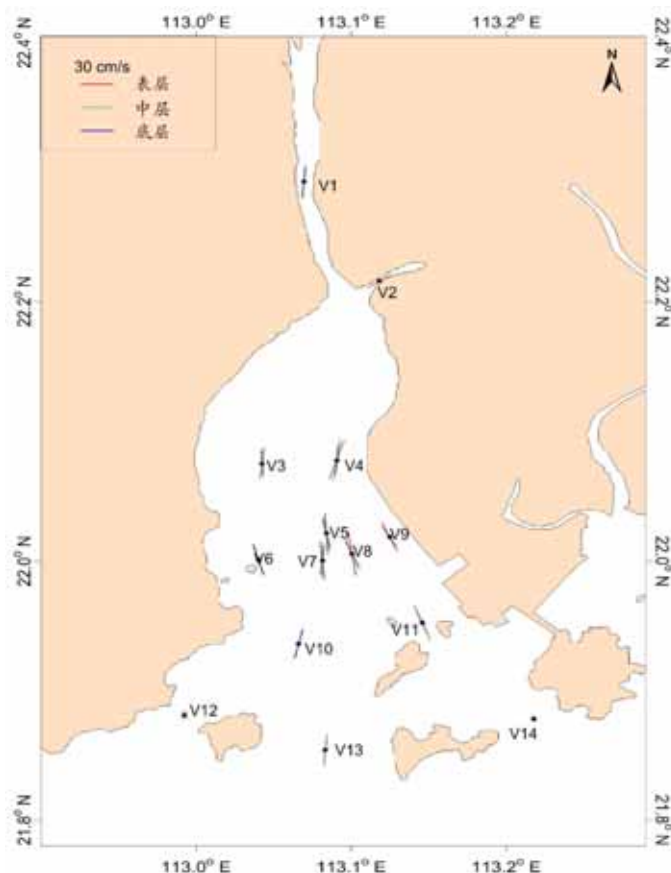 113.0° E 113.1° E 113.2° E
22.4° N 22.4° N
30 cm/s
表层
中层
底层
N
V1
V2
22.2° N 22.2° N
V3 V4
V5 V9
V6 V7 V8
22.0° N 22.0° N
V11
V10
V12
V14
V13
21.8° N 21.8° N
113.0° E 113.1° E 113.2° E